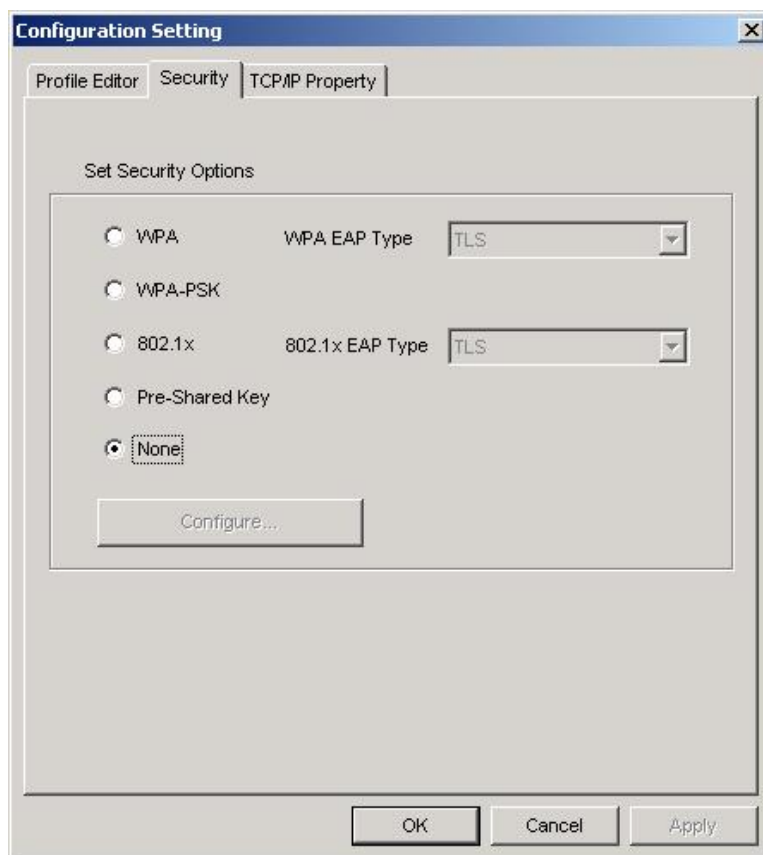 Configuration Setting
Profile Editor Security TCP/IP Property
Set Security Options
WPA WPA EAP Type TLS
WPA-PSK
802.1x 802.1x EAP Type TLS
Pre-Shared Key
None
Configure...
OK Cancel Apply